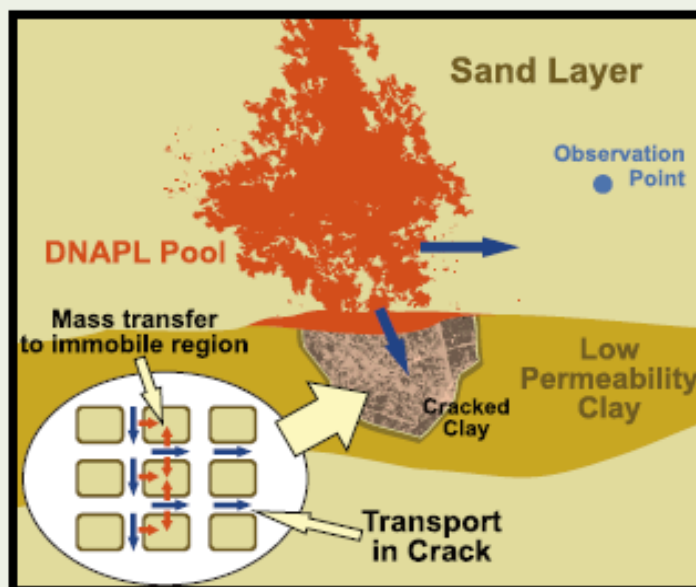 Sand Layer
Observation
Point
DNAPL Pool
Mass transfer
to immobile region
Low
Permeability
Clay
Cracked
Clay
Transport
in Crack